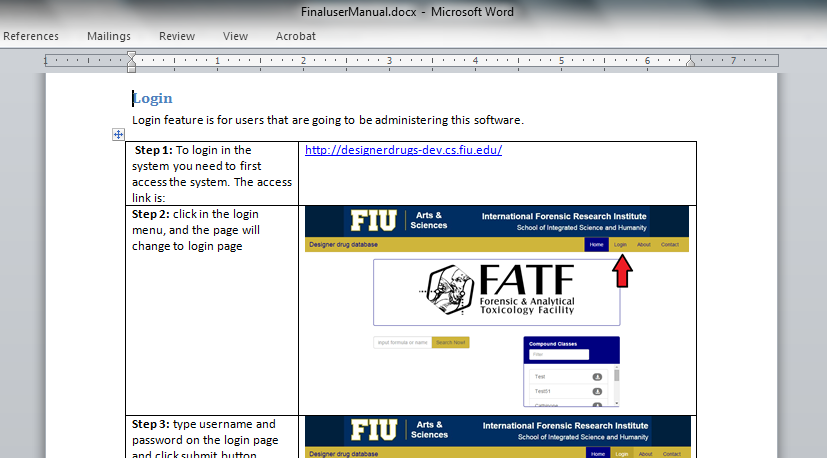 FinaluserManual.docx - Microsoft Word
References Mailings Review View Acrobat
1 1 2 3 4 5 6 7
Login
Login feature is for users that are going to be administering this software.
Step 1: To login in the
system you need to first
access the system. The access
link is:
http://designerdrugs-dev.cs.fiu.edu/
Step 2: click in the login
menu, and the page will
change to login page
FIU Arts &
Sciences
International Forensic Research Institute
School of Integrated Science and Humanity
Designer drug database Home Login About Contact
FATF
Forensic & Analytical
Toxicology Facility
Input formula or name Search Now!
Compound Classes
Filter
Test
Test51
Cathinone
Step 3: type username and
password on the login page
and click submit button
FIU Arts &
Sciences
International Forensic Research Institute
School of Integrated Science and Humanity
Designer drug database Home Login About Contact